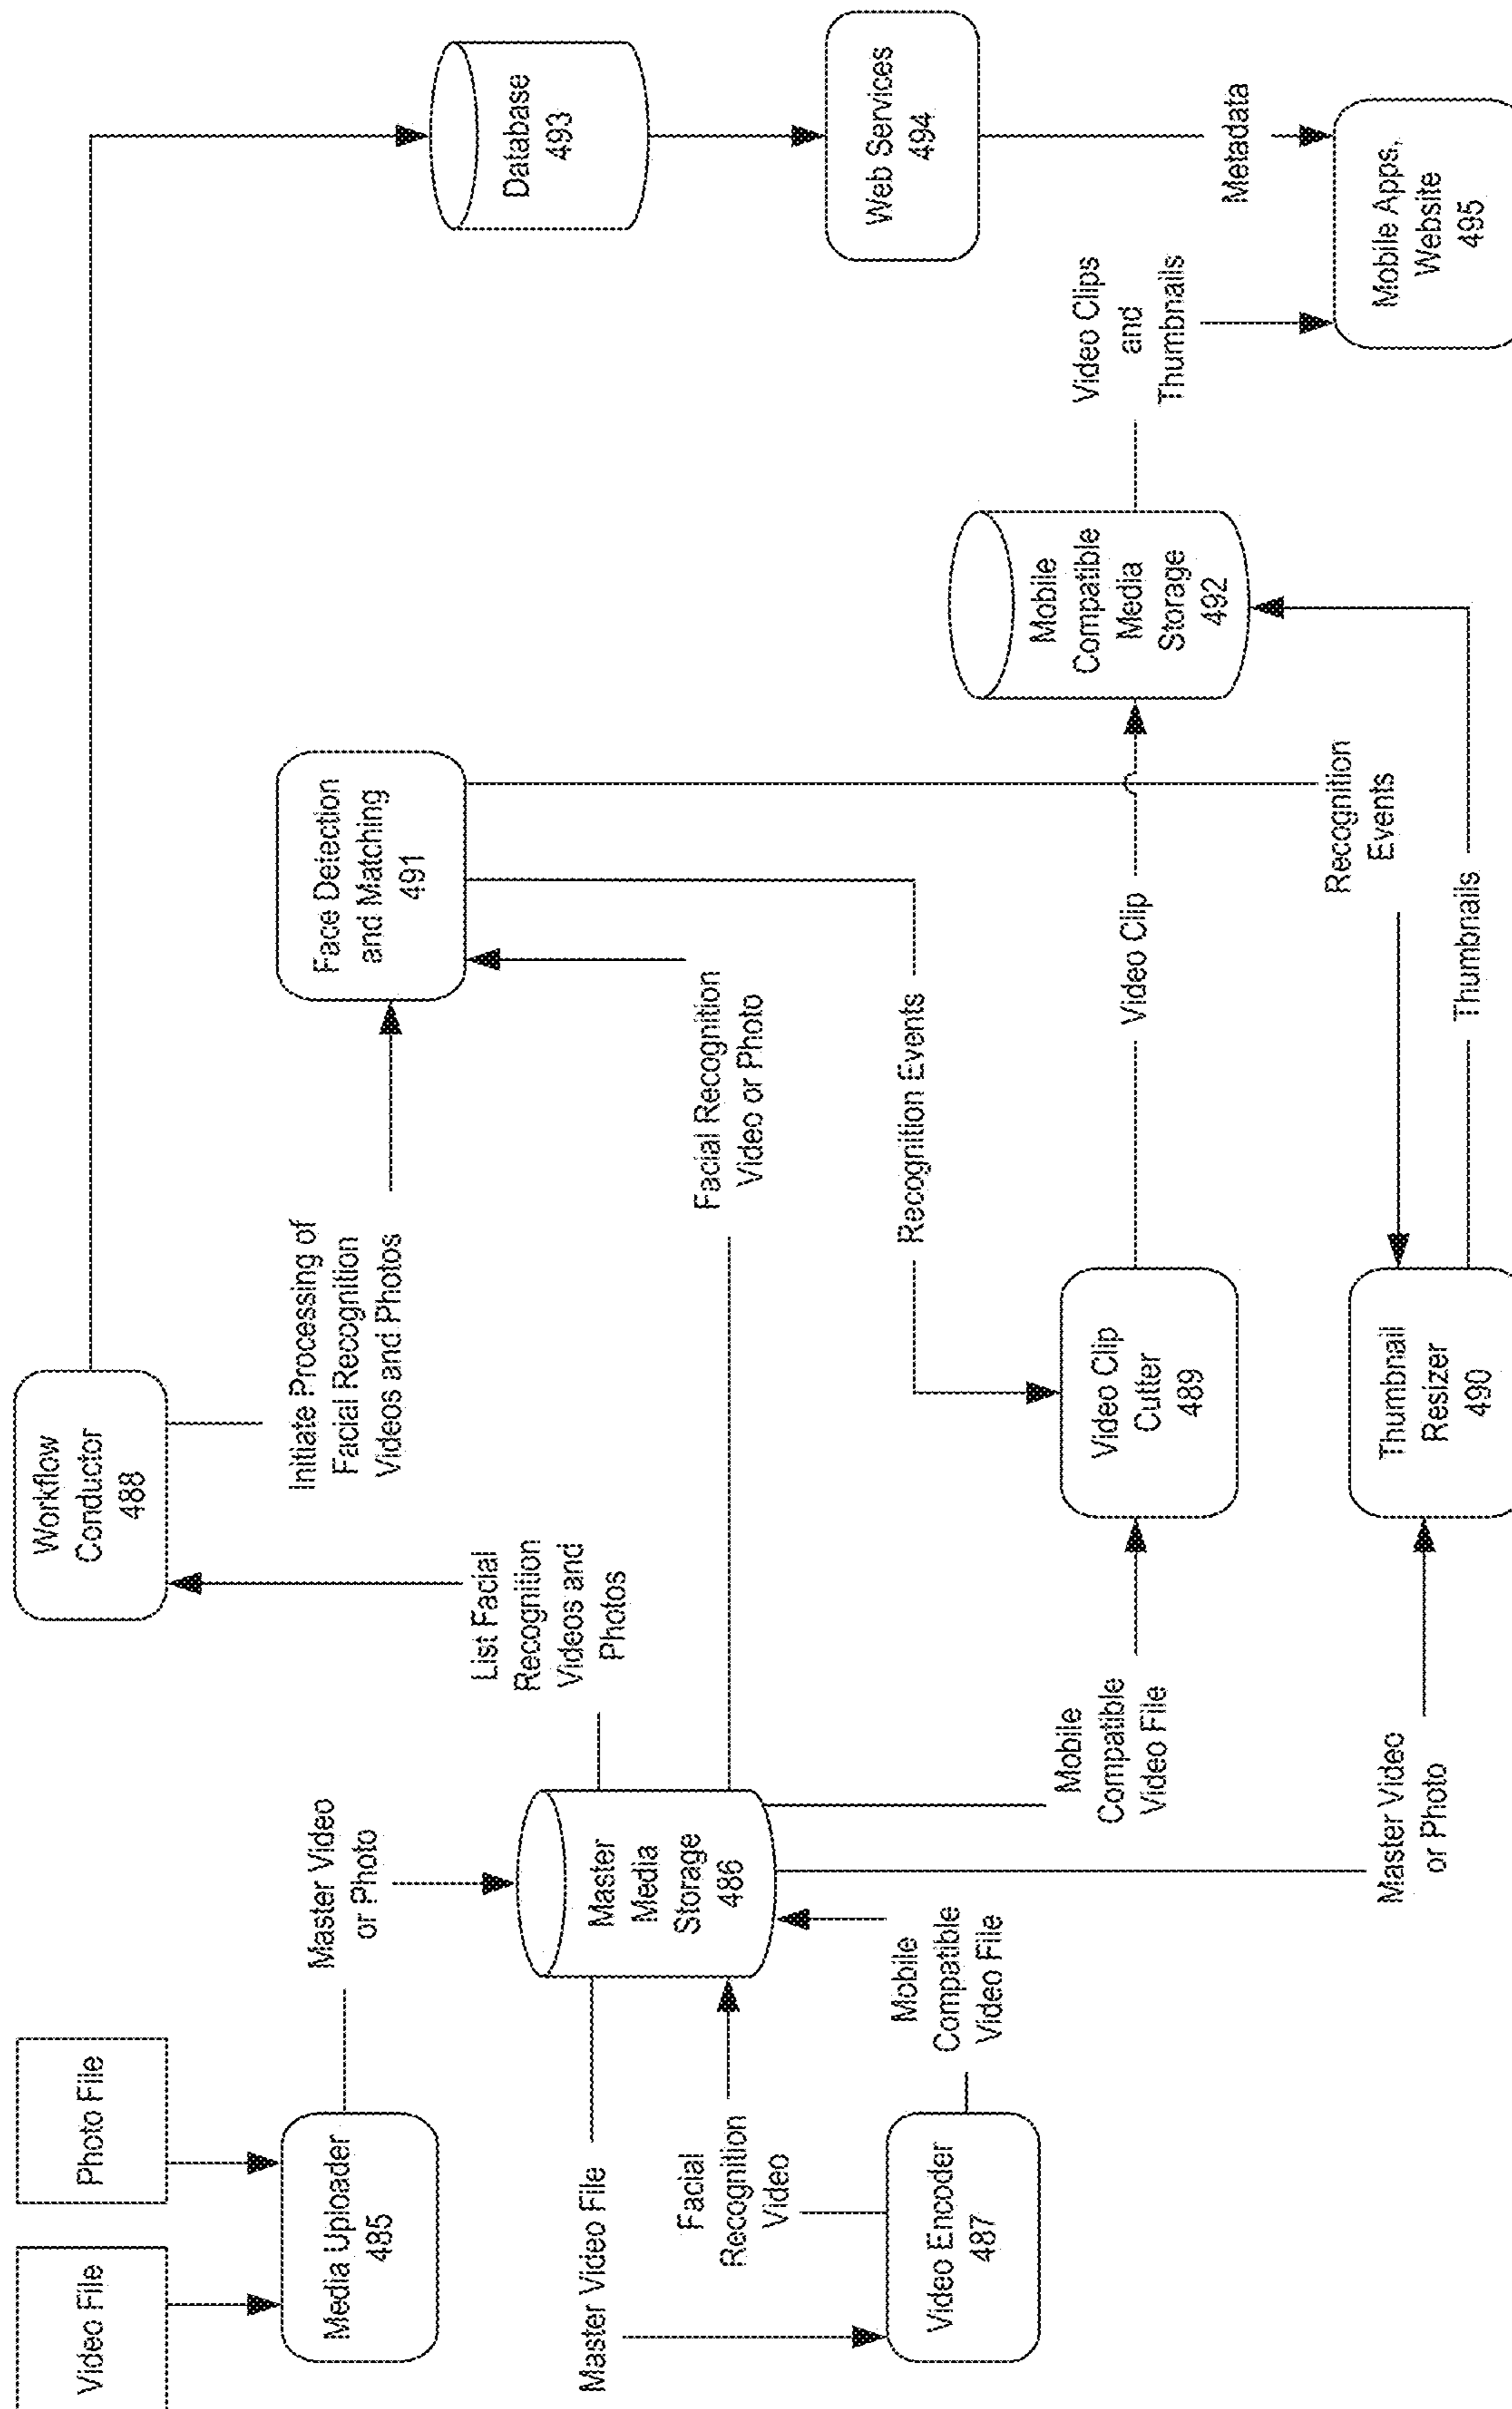 Video File
Photo File
Media Uploader
485
Master Video
or Photo
Master Video File
Facial
Recognition
Video
Video Encoder
487
Mobile
Compatible
Video File
Master
Media
Storage
486
List Facial
Recognition
Videos and
Photos
Workflow
Conductor
488
Initiate Processing of
Facial Recognition
Videos and Photos
Facial Recognition
Video or Photo
Face Detection
and Matching
491
Recognition Events
Mobile
Compatible
Video File
Video Clip
Cutter
489
Video Clip
Master Video
or Photo
Thumbnail
Resizer
490
Recognition
Events
Thumbnails
Mobile
Compatible
Media
Storage
492
Video Clips
and
Thumbnails
Database
493
Web Services
494
Metadata
Mobile Apps,
Website
495